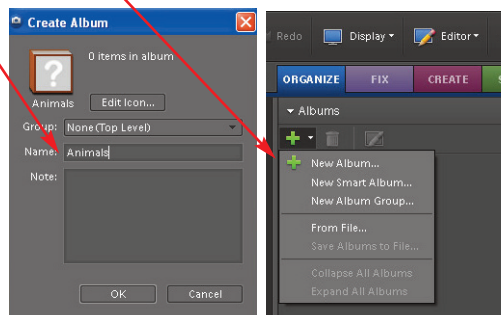 Create Album
0 items in album
?
Animals
Edit Icon...
Group: None (Top Level)
Name: Animals
Note:
OK Cancel
Redo Display Editor
ORGANIZE FIX CREATE
Albums
New Album...
New Smart Album...
New Album Group...
From File...
Save Albums to File...
Collapse All Albums
Expand All Albums